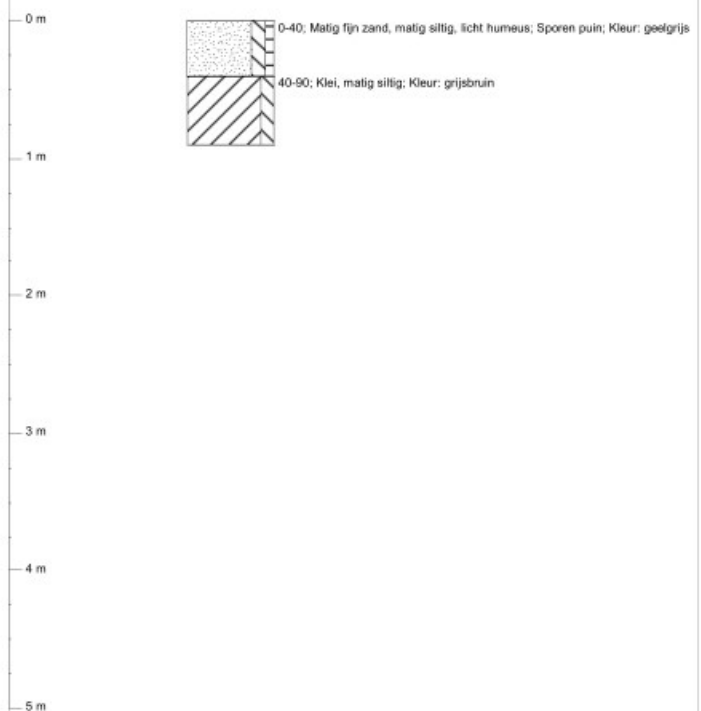 0 m
0-40; Matig fijn zand, matig siltig, licht humeus; Sporen puin; Kleur: geelgrijs
40-90; Klei, matig siltig; Kleur: grijsbruin
1 m
2 m
3 m
4 m
5 m